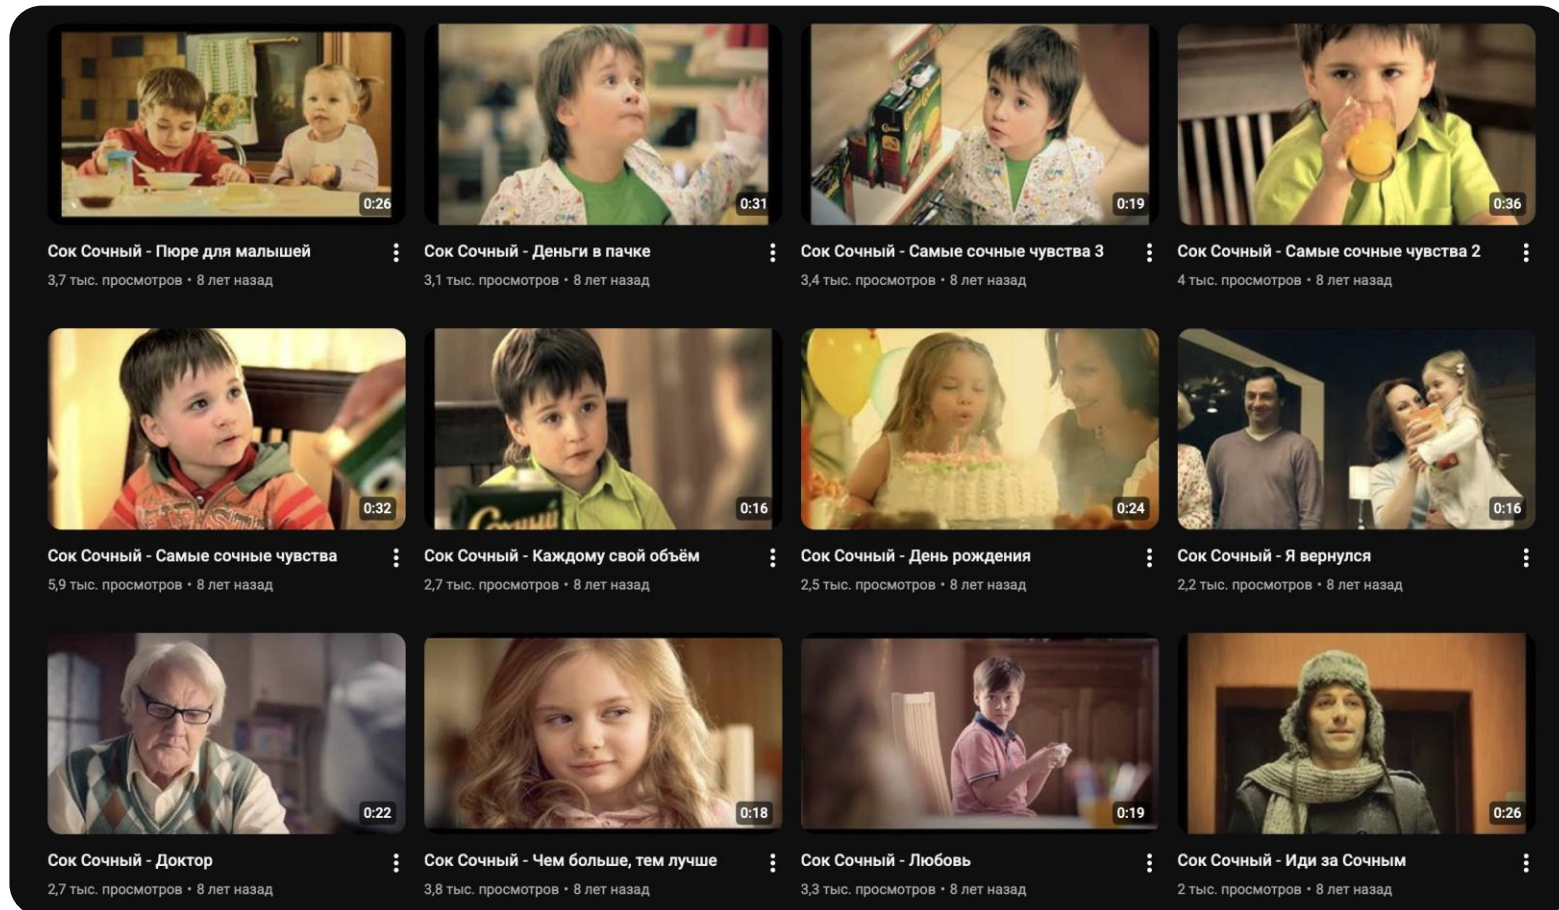 0:26
0:31
0:19
0:36
Сок Сочный - Пюре для малышей
3,7 тыс. просмотров • 8 лет назад
Сок Сочный - Деньги в пачке
3,1 тыс. просмотров • 8 лет назад
Сочный
Сок Сочный - Самые сочные чувства 3
3,4 тыс. просмотров • 8 лет назад
Сок Сочный - Самые сочные чувства 2
4 тыс. просмотров • 8 лет назад
0:32
Сочный
0:16
0:24
0:16
Сок Сочный - Самые сочные чувства
5,9 тыс. просмотров • 8 лет назад
Сок Сочный - Каждому свой объём
2,7 тыс. просмотров • 8 лет назад
Сок Сочный - День рождения
2,5 тыс. просмотров • 8 лет назад
Сок Сочный - Я вернулся
2,2 тыс. просмотров • 8 лет назад
0:22
0:18
0:19
0:26
Сок Сочный - Доктор
2,7 тыс. просмотров • 8 лет назад
Сок Сочный - Чем больше, тем лучше
3,8 тыс. просмотров • 8 лет назад
Сок Сочный - Любовь
3,3 тыс. просмотров • 8 лет назад
Сок Сочный - Иди за Сочным
2 тыс. просмотров • 8 лет назад